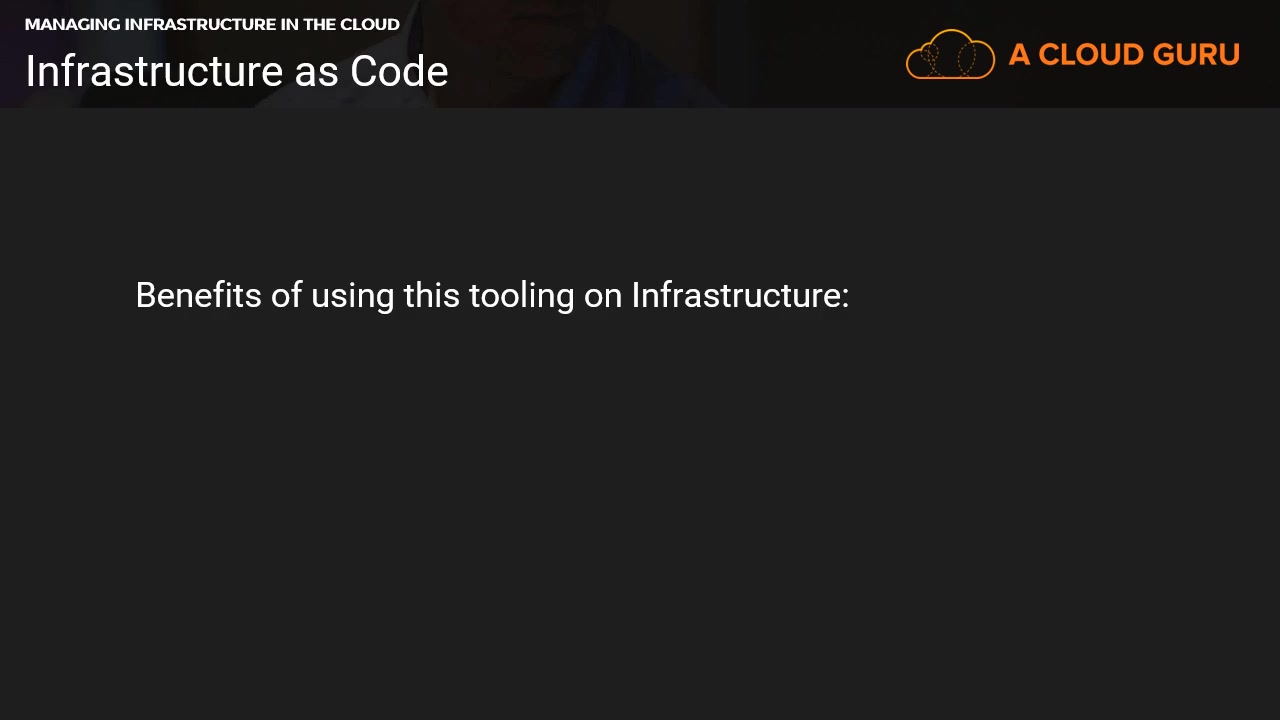 MANAGING INFRASTRUCTURE IN THE CLOUD
Infrastructure as Code
A CLOUD GURU
Benefits of using this tooling on Infrastructure: